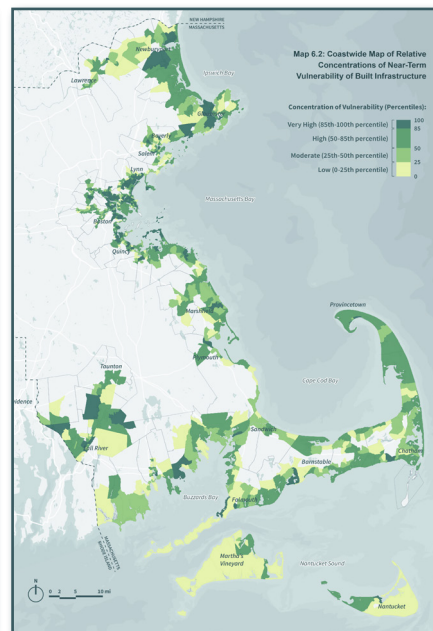 NEW HAMPSHIRE
MASSACHUSETTS
Map 6.2: Coastwide Map of Relative
Concentrations of Near-Term
Vulnerability of Built Infrastructure
Newburyport
Ipswich Bay
Lawrence
Concentration of Vulnerability (Percentiles):
Very High (85th-100th percentile)
100
85
High (50-85th percentile)
50
Moderate (25th-50th percentile)
25
Low (0-25th percentile)
0
Beverly
Salem
Lynn
Massachusetts Bay
Boston
Quincy
Marshfield
Provincetown
Plymouth
Cape Cod Bay
Taunton
idence
Sandwich
Fall River
Barnstable
Chatham
Buzzards Bay
Falmouth
MASSACHUSETTS
RHODE ISLAND
Martha's
Vineyard
Nantucket Sound
Nantucket
N
0 2 5 10 mi